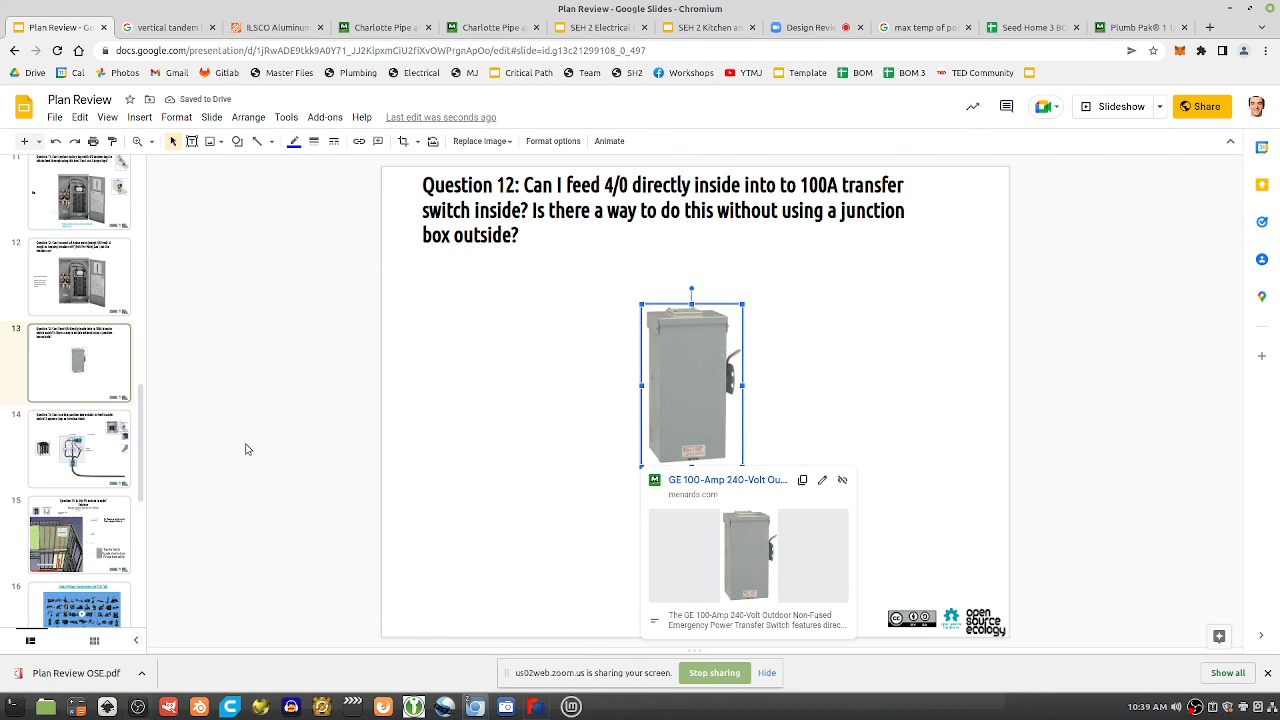 Plan Review - Google Slides - Chromium
Plan Review - Go
vertical tandem
ILSCO Aluminum
Charlotte Pipe a
Charlotte Pipe a
SEH 2 Electrical
SEH 2 Kitchen an
Design Revie
max temp of pol
Seed Home 3 BO
Plumb Pak® 1 1
docs.google.com/presentation/d/1jRwADE9Lkk9A0Y71_JJ2KlpxmCiU2fiXvOWPrgnApOo/edit#slide=id.g13c21299108_0_497
Drive Cal Photos Gmail Gitlab Master Files Plumbing Electrical MJ Critical Path Team SH2 Workshops YTMJ Template BOM BOM 3 TED Community
Plan Review
Saved to Drive
File Edit View Insert Format Slide Arrange Tools Add Help Last edit was seconds ago
Slideshow
Share
Replace image Format options Animate
Question 12: Can I feed 4/0 directly inside into to 100A transfer
switch inside? Is there a way to do this without using a junction
box outside?
11
12
13
14
15
16
GE 100-Amp 240-Volt Ou...
menards.com
The GE 100-Amp 240-Volt Outdoor Non-Fused
Emergency Power Transfer Switch features direc...
open
source
ecology
Plan Review OSE.pdf
us02web.zoom.us is sharing your screen.
Stop sharing
Hide
Show all
10:39 AM